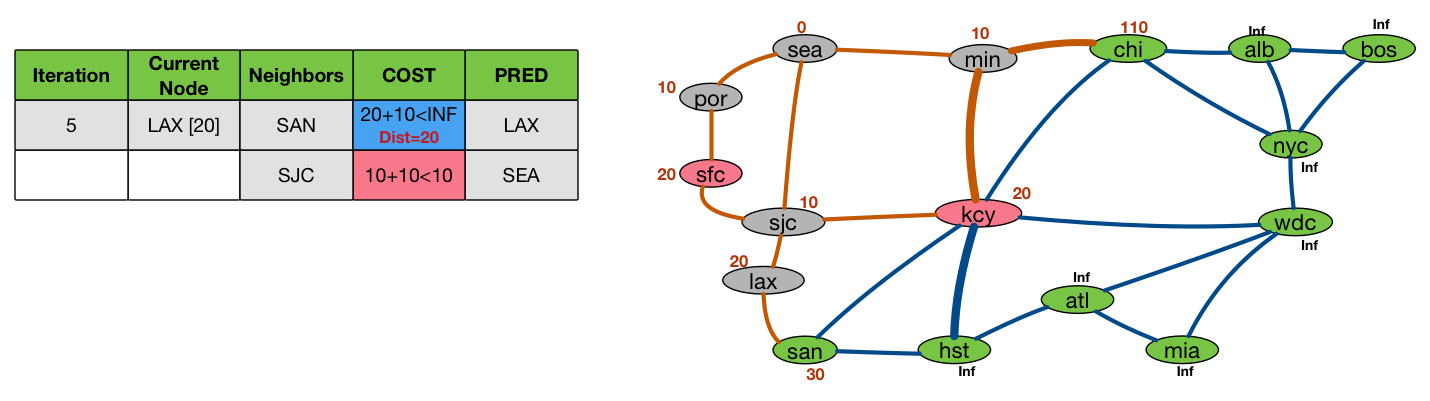 Iteration
Current
Node
Neighbors
COST
PRED
5
LAX [20]
SAN
20+10<INF
Dist=20
LAX
SJC
10+10<10
SEA
0
sea
10
min
110
chi
Inf
alb
Inf
bos
10
por
nyc
Inf
20
sfc
10
sjc
20
kcy
wdc
Inf
20
lax
Inf
atl
san
30
hst
Inf
mia
Inf